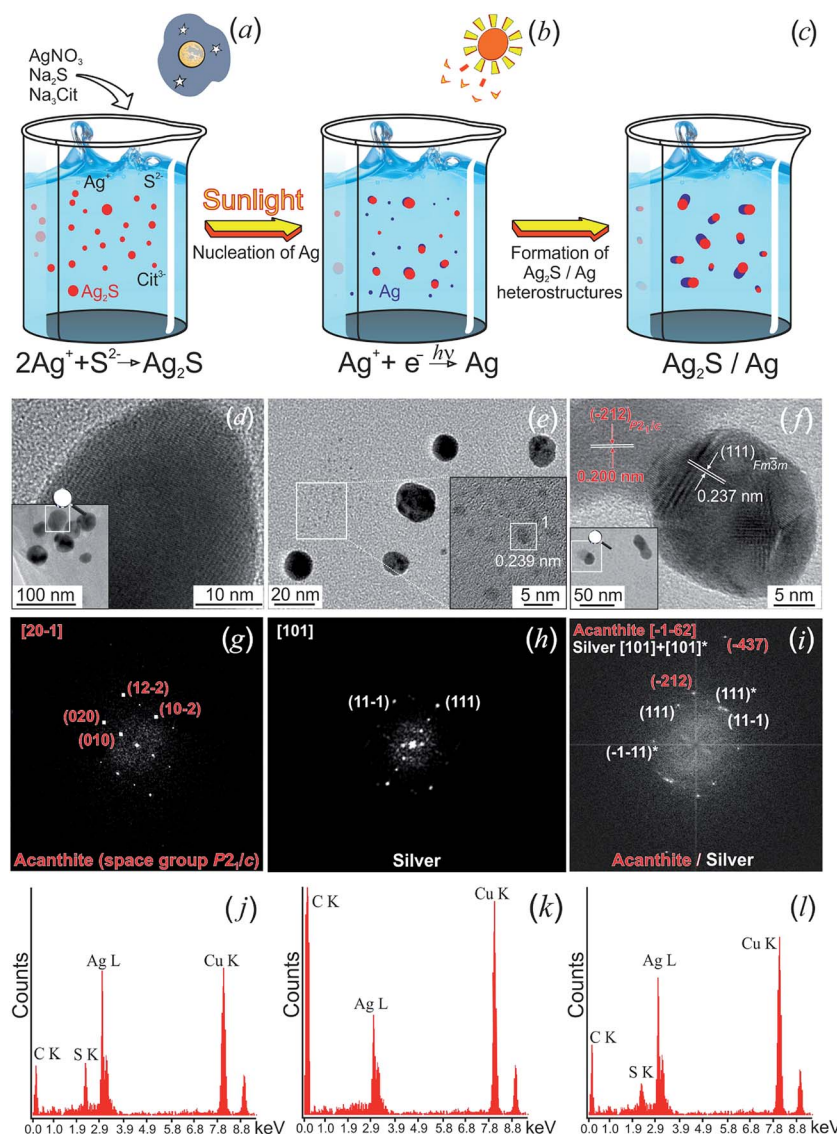 (a)
(b)
(c)
AgNO₃
Na₂S
Na₃Cit
Ag⁺
S²⁻
Cit³⁻
Ag₂S
Sunlight
Nucleation of Ag
Ag
Formation of
Ag₂S / Ag
heterostructures
2Ag⁺+S²⁻→Ag₂S
Ag⁺+ e⁻ hν→ Ag
Ag₂S / Ag
(d)
100 nm
10 nm
(e)
1
0.239 nm
20 nm
5 nm
(f)
(-212) P2₁/c
0.200 nm
(111) Fm3̄m
0.237 nm
50 nm
5 nm
[20-1]
(g)
(12-2)
(020)
(10-2)
(010)
Acanthite (space group P2₁/c)
[101]
(h)
(11-1)
(111)
Silver
Acanthite [-1-62]
Silver [101]+[101]*
(i)
(-437)
(-212)
(111)*
(111)
(11-1)
(-1-11)*
Acanthite / Silver
(j)
Counts
C K
S K
Ag L
Cu K
0.0 1.0 1.9 2.9 3.9 4.9 5.8 6.8 7.8 8.8 keV
(k)
Counts
C K
Ag L
Cu K
0.0 1.0 1.9 2.9 3.9 4.9 5.8 6.8 7.8 8.8 keV
(l)
Counts
C K
S K
Ag L
Cu K
0.0 1.0 1.9 2.9 3.9 4.9 5.8 6.8 7.8 8.8 keV